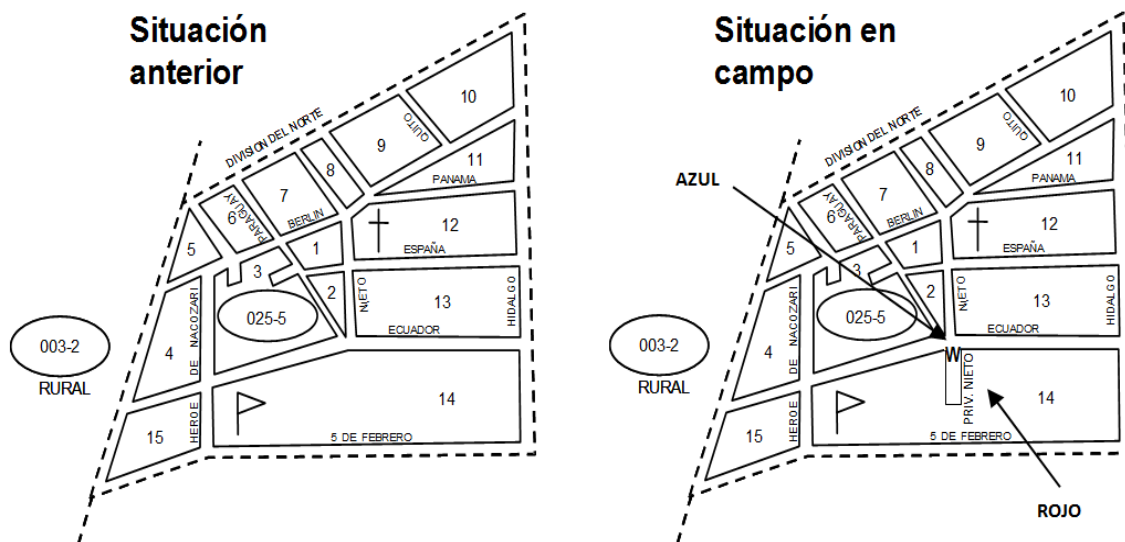 Situación
anterior
10
DIVISION DEL NORTE
QUITO
9
8
11
PANAMA
7
6
PARAGUAY
BERLIN
12
5
1
ESPAÑA
3
2
HEROE DE NACOZARI
025-5
NIETO
13
HIDALGO
ECUADOR
003-2
RURAL
4
14
15
5 DE FEBRERO
Situación en
campo
10
DIVISION DEL NORTE
QUITO
9
8
11
PANAMA
AZUL
7
6
PARAGUAY
BERLIN
12
5
1
ESPAÑA
3
2
HEROE DE NACOZARI
025-5
NIETO
13
HIDALGO
ECUADOR
003-2
RURAL
4
W
PRIV. NIETO
14
15
5 DE FEBRERO
ROJO